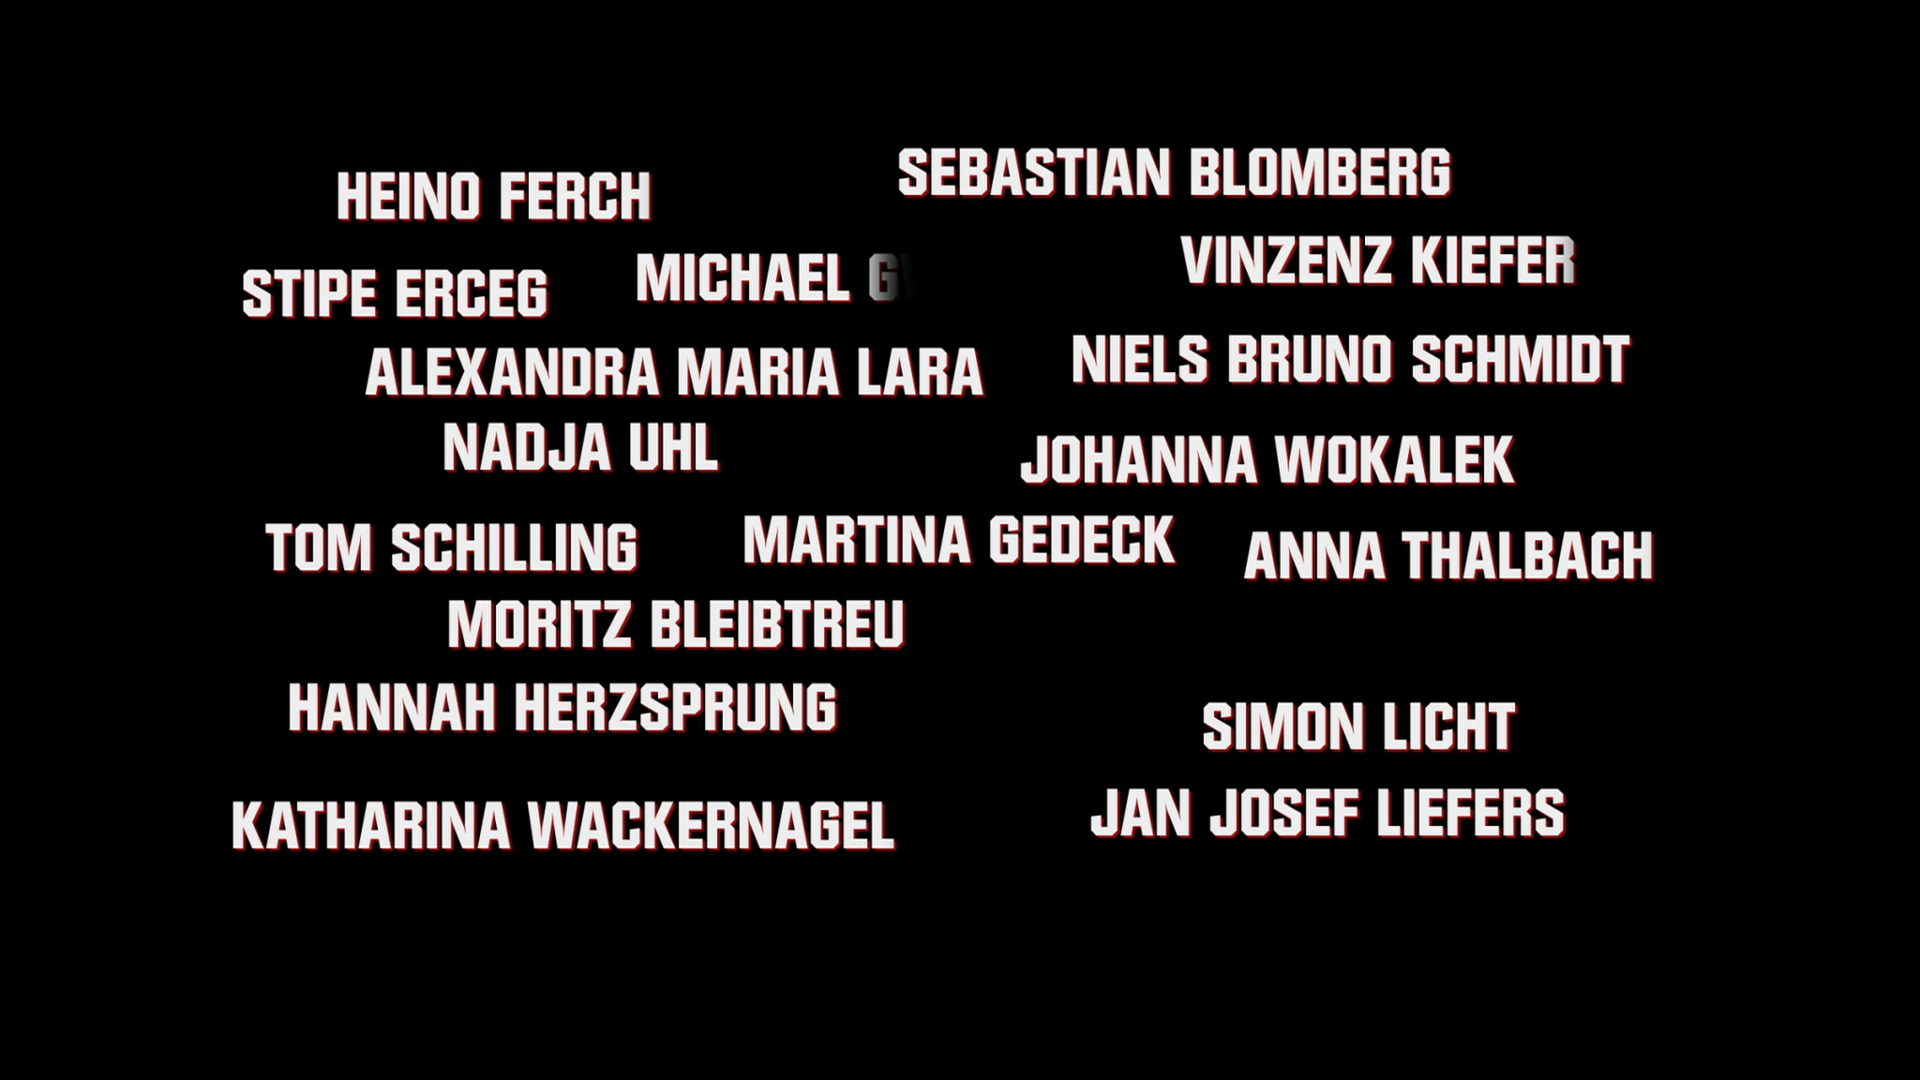 HEINO FERCH
SEBASTIAN BLOMBERG
STIPE ERCEG
MICHAEL
VINZENZ KIEFER
ALEXANDRA MARIA LARA
NIELS BRUNO SCHMIDT
NADJA UHL
JOHANNA WOKALEK
TOM SCHILLING
MARTINA GEDECK
ANNA THALBACH
MORITZ BLEIBTREU
HANNAH HERZSPRUNG
SIMON LICHT
KATHARINA WACKERNAGEL
JAN JOSEF LIEFERS